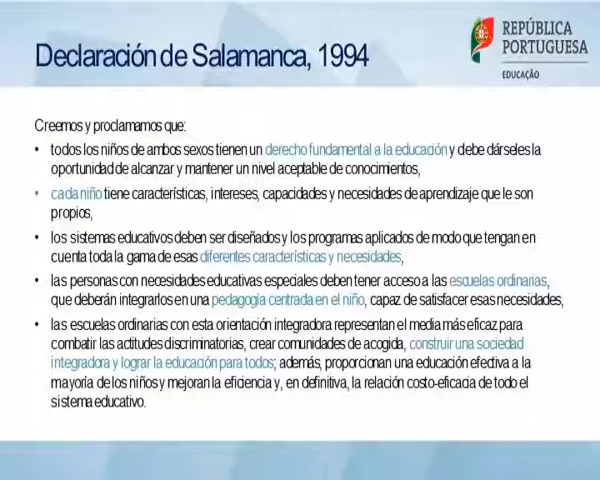 Declaración de Salamanca, 1994
REPÚBLICA
PORTUGUESA
EDUCAÇÃO
Creemos y proclamamos que:
• todos los niños de ambos sexos tienen un derecho fundamental a la educación y debe dárseles la
oportunidad de alcanzar y mantener un nivel aceptable de conocimientos,
• cada niño tiene características, intereses, capacidades y necesidades de aprendizaje que le son
propios,
• los sistemas educativos deben ser diseñados y los programas aplicados de modo que tengan en
cuenta toda la gama de esas diferentes características y necesidades,
• las personas con necesidades educativas especiales deben tener acceso a las escuelas ordinarias,
que deberán integrarlos en una pedagogía centrada en el niño, capaz de satisfacer esas necesidades,
• las escuelas ordinarias con esta orientación integradora representan el media más eficaz para
combatir las actitudes discriminatorias, crear comunidades de acogida, construir una sociedad
integradora y lograr la educación para todos; además, proporcionan una educación efectiva a la
mayoría de los niños y mejoran la eficiencia y, en definitiva, la relación costo-eficacia de todo el
sistema educativo.